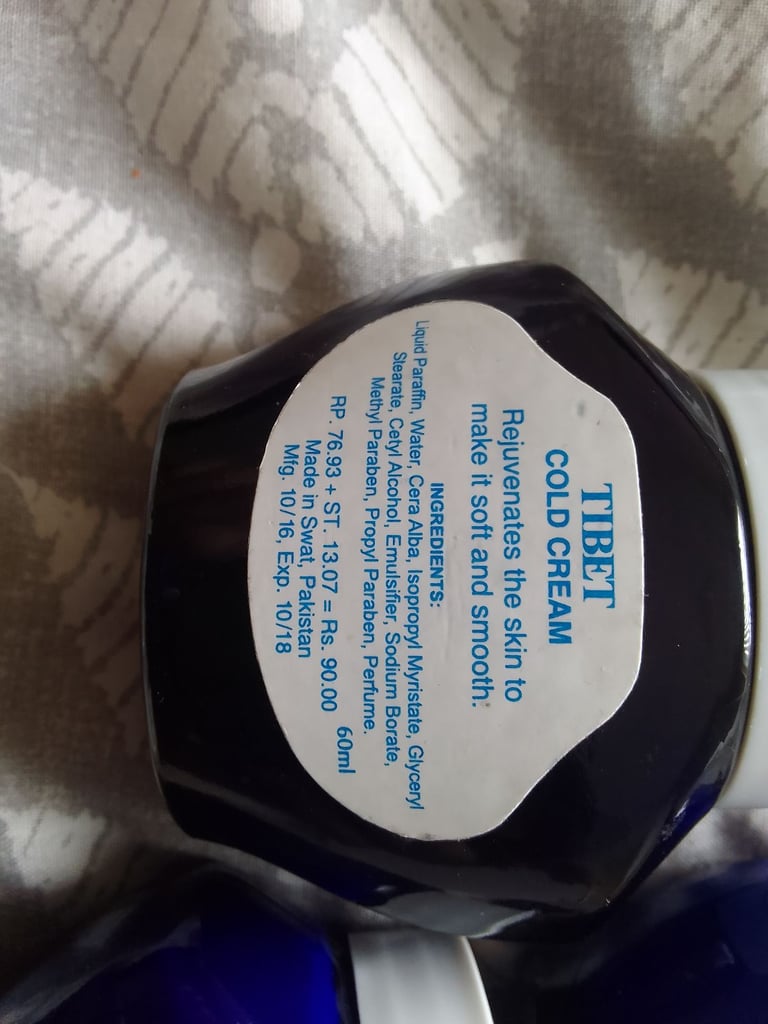 TIBET
COLD CREAM
Rejuvenates the skin to
make it soft and smooth.
INGREDIENTS:
Liquid Paraffin, Water, Cera Alba, Isopropyl Myristate, Glyceryl
Stearate, Cetyl Alcohol, Emulsifier, Sodium Borate,
Methyl Paraben, Propyl Paraben, Perfume.
RP. 76.93 + ST. 13.07 = Rs. 90.00 60ml
Made in Swat, Pakistan
Mfg. 10/16, Exp. 10/18